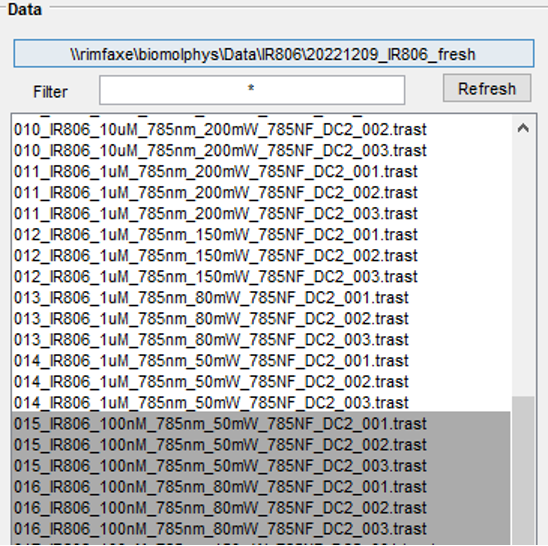 Data
\\rimfaxe\biomolphys\Data\IR806\20221209_IR806_fresh
Filter * Refresh
010_IR806_10uM_785nm_200mW_785NF_DC2_002.trast
010_IR806_10uM_785nm_200mW_785NF_DC2_003.trast
011_IR806_1uM_785nm_200mW_785NF_DC2_001.trast
011_IR806_1uM_785nm_200mW_785NF_DC2_002.trast
011_IR806_1uM_785nm_200mW_785NF_DC2_003.trast
012_IR806_1uM_785nm_150mW_785NF_DC2_001.trast
012_IR806_1uM_785nm_150mW_785NF_DC2_002.trast
012_IR806_1uM_785nm_150mW_785NF_DC2_003.trast
013_IR806_1uM_785nm_80mW_785NF_DC2_001.trast
013_IR806_1uM_785nm_80mW_785NF_DC2_002.trast
013_IR806_1uM_785nm_80mW_785NF_DC2_003.trast
014_IR806_1uM_785nm_50mW_785NF_DC2_001.trast
014_IR806_1uM_785nm_50mW_785NF_DC2_002.trast
014_IR806_1uM_785nm_50mW_785NF_DC2_003.trast
015_IR806_100nM_785nm_50mW_785NF_DC2_001.trast
015_IR806_100nM_785nm_50mW_785NF_DC2_002.trast
015_IR806_100nM_785nm_50mW_785NF_DC2_003.trast
016_IR806_100nM_785nm_80mW_785NF_DC2_001.trast
016_IR806_100nM_785nm_80mW_785NF_DC2_002.trast
016_IR806_100nM_785nm_80mW_785NF_DC2_003.trast